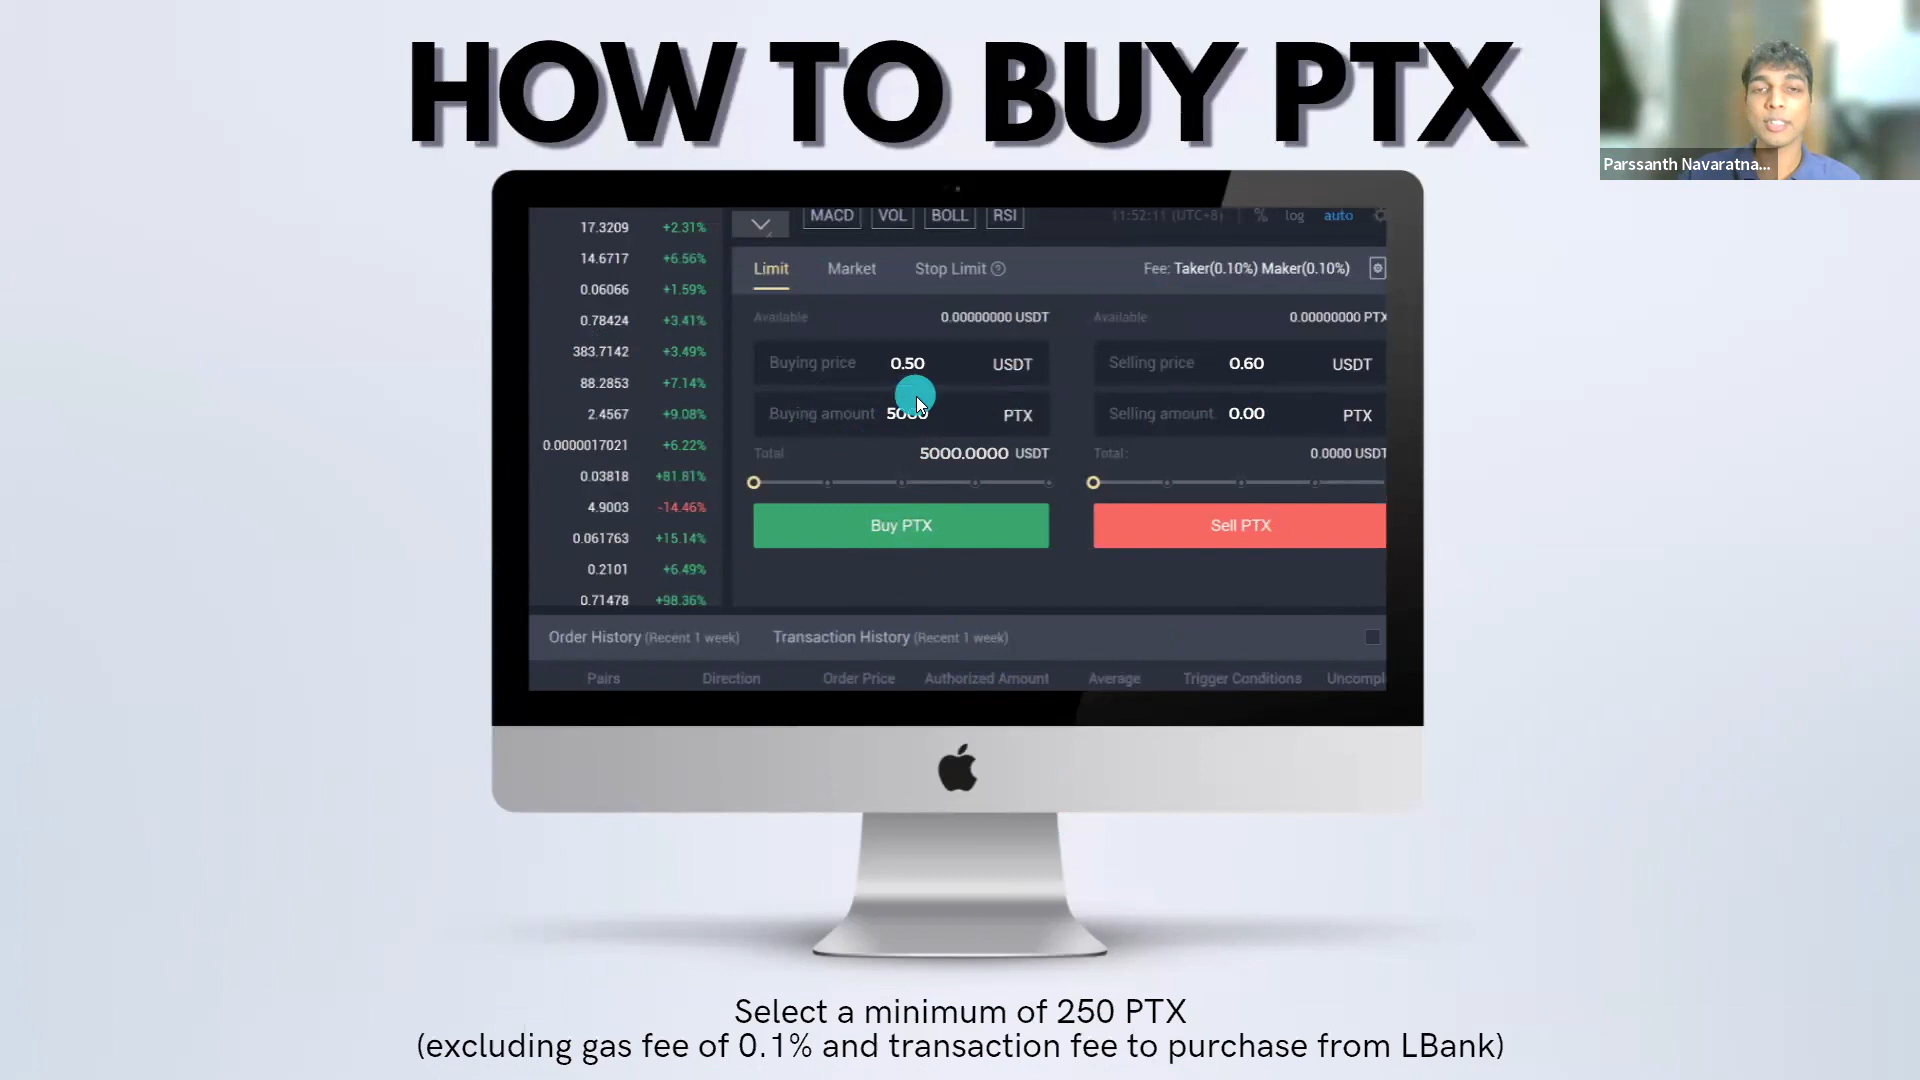 HOW TO BUY PTX
Parssanth Navaratna...
17.3209 +2.31%
14.6717 +6.56%
0.06066 +1.59%
0.78424 +3.41%
383.7142 +3.49%
88.2853 +7.14%
2.4567 +9.08%
0.0000017021 +6.22%
0.03818 +81.81%
4.9003 -14.46%
0.061763 +15.14%
0.2101 +6.49%
0.71478 +98.36%
MACD VOL BOLL RSI 11:52:11 (UTC+8) % log auto
Limit Market Stop Limit Fee: Taker(0.10%) Maker(0.10%)
Available 0.00000000 USDT Available 0.00000000 PTX
Buying price 0.50 USDT Selling price 0.60 USDT
Buying amount 5000 PTX Selling amount 0.00 PTX
Total 5000.0000 USDT Total: 0.0000 USDT
Buy PTX Sell PTX
Order History (Recent 1 week) Transaction History (Recent 1 week)
Pairs Direction Order Price Authorized Amount Average Trigger Conditions Uncompl
Select a minimum of 250 PTX
(excluding gas fee of 0.1% and transaction fee to purchase from LBank)